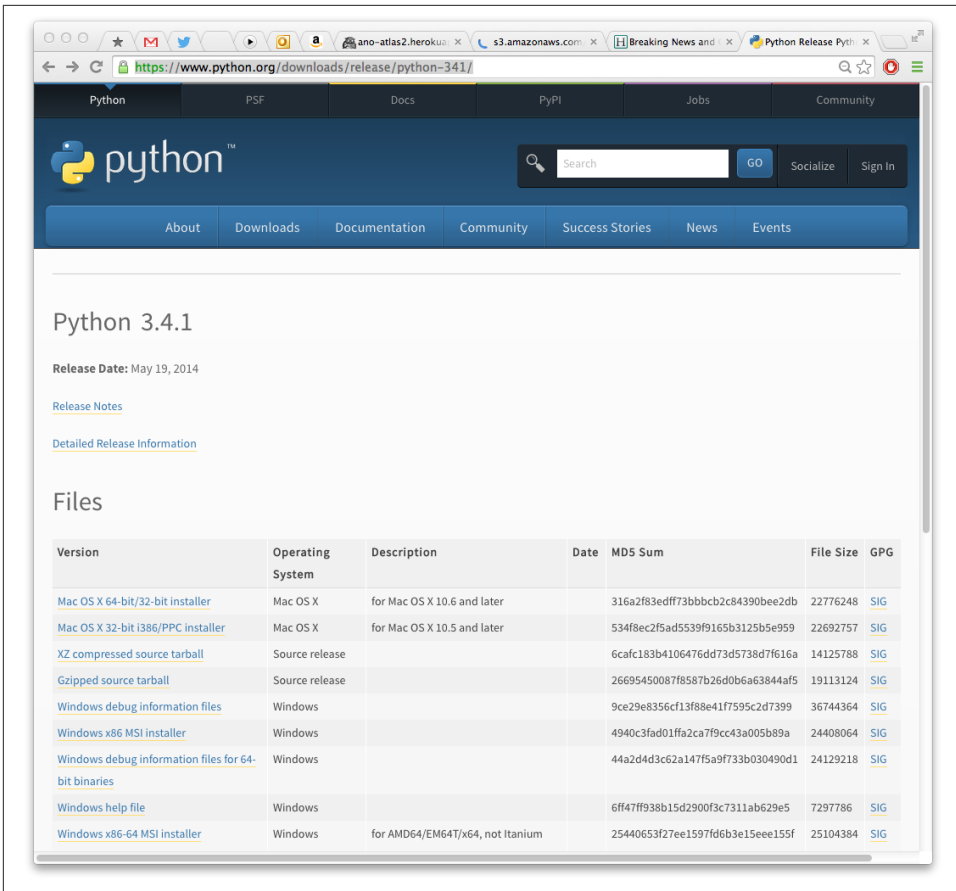 ano-atlas2.herokua
s3.amazonaws.com
Breaking News and
Python Release Pyth
https://www.python.org/downloads/release/python-341/
Python PSF Docs PyPI Jobs Community
python™
Search GO Socialize Sign In
About Downloads Documentation Community Success Stories News Events
Python 3.4.1
Release Date: May 19, 2014
Release Notes
Detailed Release Information
Files
Version Operating System Description Date MD5 Sum File Size GPG
Mac OS X 64-bit/32-bit installer Mac OS X for Mac OS X 10.6 and later 316a2f83edff73bbbcb2c84390bee2db 22776248 SIG
Mac OS X 32-bit i386/PPC installer Mac OS X for Mac OS X 10.5 and later 534f8ec2f5ad5539f9165b3125b5e959 22692757 SIG
XZ compressed source tarball Source release 6cafc183b4106476dd73d5738d7f616a 14125788 SIG
Gzipped source tarball Source release 26695450087f8587b26d0b6a63844af5 19113124 SIG
Windows debug information files Windows 9ce29e8356cf13f88e41f7595c2d7399 36744364 SIG
Windows x86 MSI installer Windows 4940c3fad01ffa2ca7f9cc43a005b89a 24408064 SIG
Windows debug information files for 64-bit binaries Windows 44a2d4d3c62a147f5a9f733b030490d1 24129218 SIG
Windows help file Windows 6ff47ff938b15d2900f3c7311ab629e5 7297786 SIG
Windows x86-64 MSI installer Windows for AMD64/EM64T/x64, not Itanium 25440653f27ee1597fd6b3e15eee155f 25104384 SIG